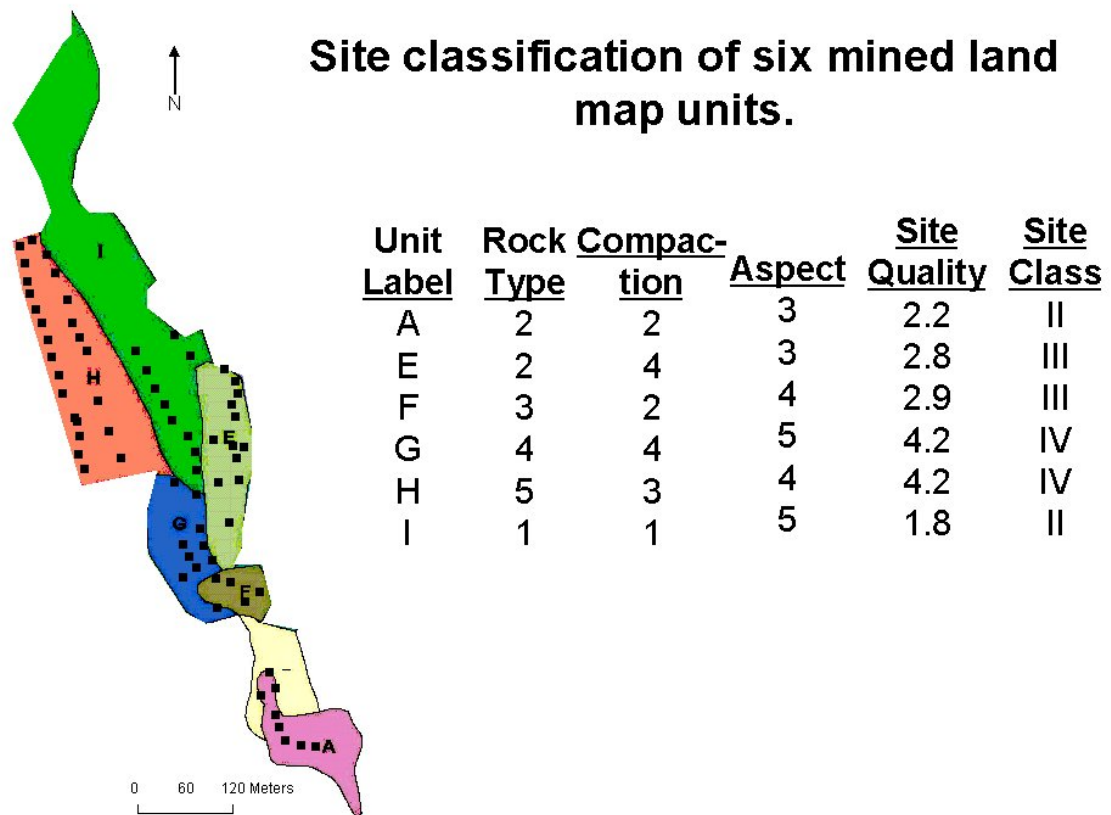 Site classification of six mined land
map units.
N
Unit Label Rock Type Compac-tion Aspect Site Quality Site Class
A 2 2 3 2.2 II
E 2 4 3 2.8 III
F 3 2 4 2.9 III
G 4 4 5 4.2 IV
H 5 3 4 4.2 IV
I 1 1 5 1.8 II
I
H
E
G
F
A
0 60 120 Meters